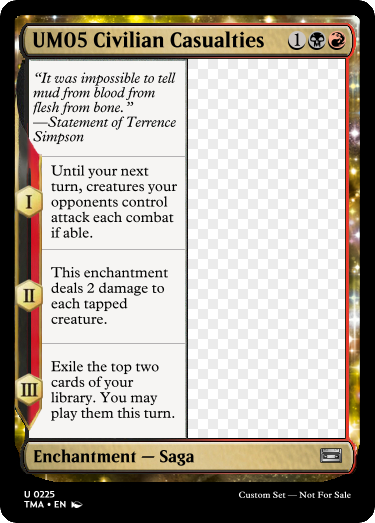 UM05 Civilian Casualties 1
“It was impossible to tell
mud from blood from
flesh from bone.”
—Statement of Terrence
Simpson
I
Until your next
turn, creatures your
opponents control
attack each combat
if able.
II
This enchantment
deals 2 damage to
each tapped
creature.
III
Exile the top two
cards of your
library. You may
play them this turn.
Enchantment — Saga
U 0225
TMA • EN
Custom Set — Not For Sale